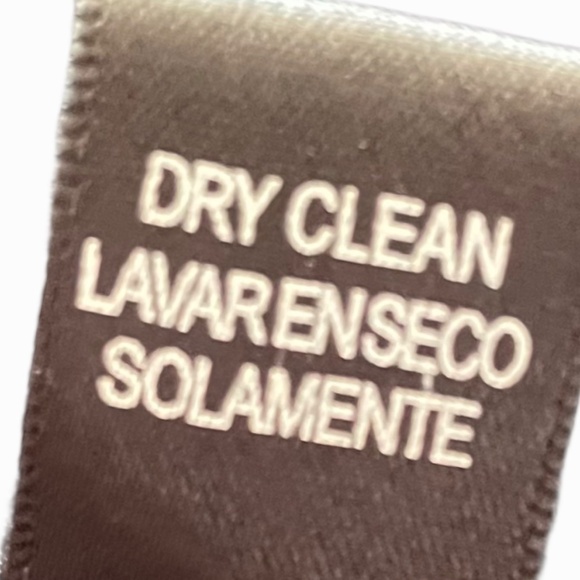 DRY CLEAN
LAVAR EN SECO
SOLAMENTE